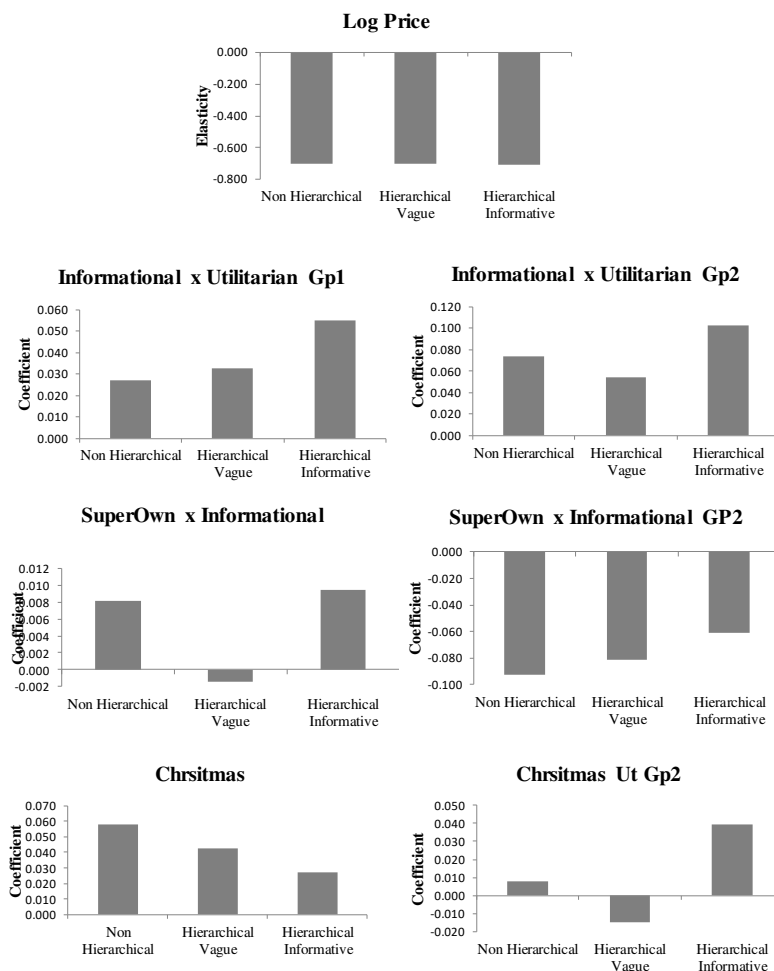 Log Price
0.000
-0.200
-0.400
-0.600
-0.800
Elasticity
Non Hierarchical
Hierarchical
Vague
Hierarchical
Informative
Informational x Utilitarian Gp1
0.060
0.050
0.040
0.030
0.020
0.010
0.000
Coefficient
Non Hierarchical
Hierarchical
Vague
Hierarchical
Informative
Informational x Utilitarian Gp2
0.120
0.100
0.080
0.060
0.040
0.020
0.000
Coefficient
Non Hierarchical
Hierarchical
Vague
Hierarchical
Informative
SuperOwn x Informational
0.012
0.010
0.008
0.006
0.004
0.002
0.000
-0.002
Coefficient
Non Hierarchical
Hierarchical
Vague
Hierarchical
Informative
SuperOwn x Informational GP2
0.000
-0.020
-0.040
-0.060
-0.080
-0.100
Coefficient
Non Hierarchical
Hierarchical
Vague
Hierarchical
Informative
Chrsitmas
0.070
0.060
0.050
0.040
0.030
0.020
0.010
0.000
Coefficient
Non
Hierarchical
Hierarchical
Vague
Hierarchical
Informative
Chrsitmas Ut Gp2
0.050
0.040
0.030
0.020
0.010
0.000
-0.010
-0.020
Coefficient
Non Hierarchical
Hierarchical
Vague
Hierarchical
Informative